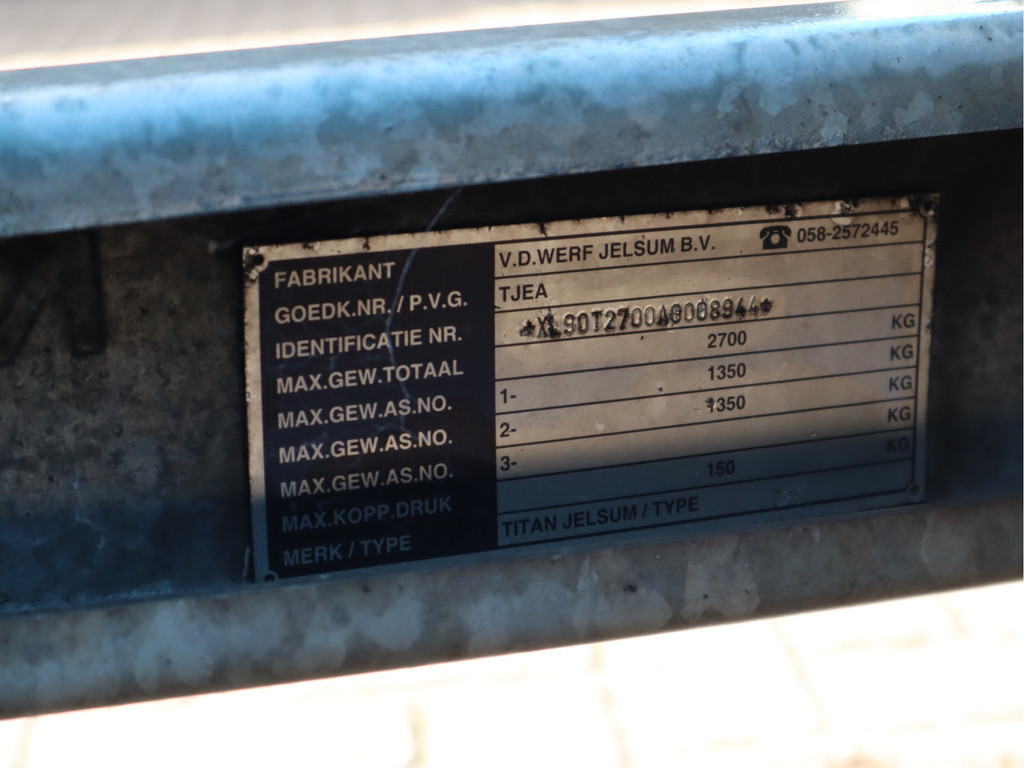 FABRIKANT V.D.WERF JELSUM B.V. ☎ 058-2572445
GOEDK.NR. / P.V.G. TJEA
IDENTIFICATIE NR. *XL90T2700A0008944*
MAX.GEW.TOTAAL 2700 KG
MAX.GEW.AS.NO. 1- 1350 KG
MAX.GEW.AS.NO. 2- 1350 KG
MAX.GEW.AS.NO. 3- KG
MAX.KOPP.DRUK 150 KG
MERK / TYPE TITAN JELSUM / TYPE